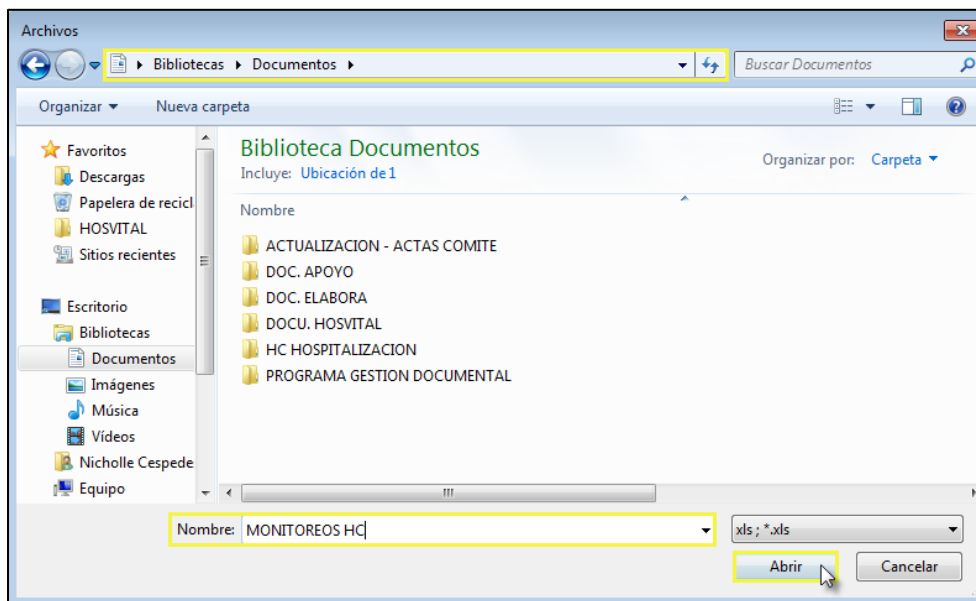 Archivos
Bibliotecas ▸ Documentos ▸
Buscar Documentos
Organizar
Nueva carpeta
Favoritos
Descargas
Papelera de recicl
HOSVITAL
Sitios recientes
Escritorio
Bibliotecas
Documentos
Imágenes
Música
Vídeos
Nicholle Cespede
Equipo
Biblioteca Documentos
Incluye: Ubicación de 1
Organizar por: Carpeta
Nombre
ACTUALIZACION - ACTAS COMITE
DOC. APOYO
DOC. ELABORA
DOCU. HOSVITAL
HC HOSPITALIZACION
PROGRAMA GESTION DOCUMENTAL
Nombre: MONITOREOS HC
xls ; *.xls
Abrir
Cancelar